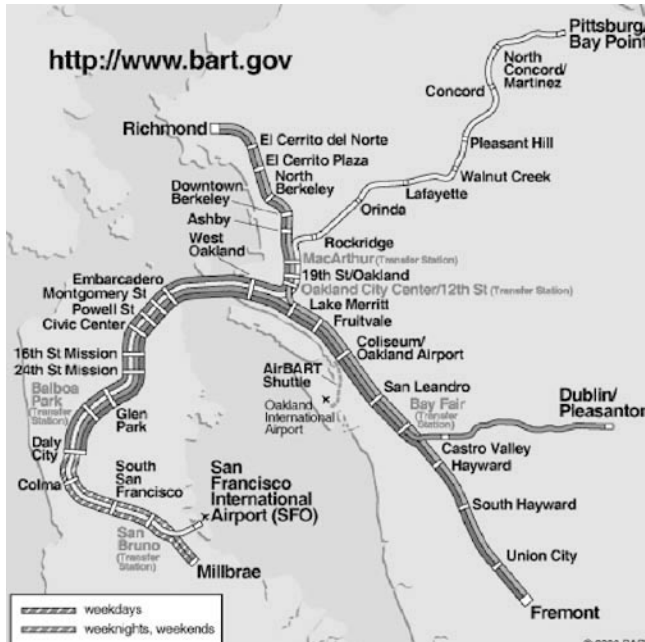 http://www.bart.gov
Pittsburg/
Bay Point
North
Concord/
Martinez
Concord
Pleasant Hill
Walnut Creek
Lafayette
Orinda
Rockridge
Richmond
El Cerrito del Norte
El Cerrito Plaza
North
Berkeley
Downtown
Berkeley
Ashby
West
Oakland
MacArthur (Transfer Station)
19th St/Oakland
Oakland City Center/12th St (Transfer Station)
Lake Merritt
Fruitvale
Coliseum/
Oakland Airport
Embarcadero
Montgomery St
Powell St
Civic Center
16th St Mission
24th St Mission
Balboa
Park
(Transfer
Station)
Glen
Park
Daly
City
Colma
South
San
Francisco
San
Bruno
(Transfer
Station)
San
Francisco
International
Airport (SFO)
Millbrae
AirBART
Shuttle
Oakland
International
Airport
San Leandro
Bay Fair
(Transfer
Station)
Dublin/
Pleasanton
Castro Valley
Hayward
South Hayward
Union City
Fremont
weekdays
weeknights, weekends